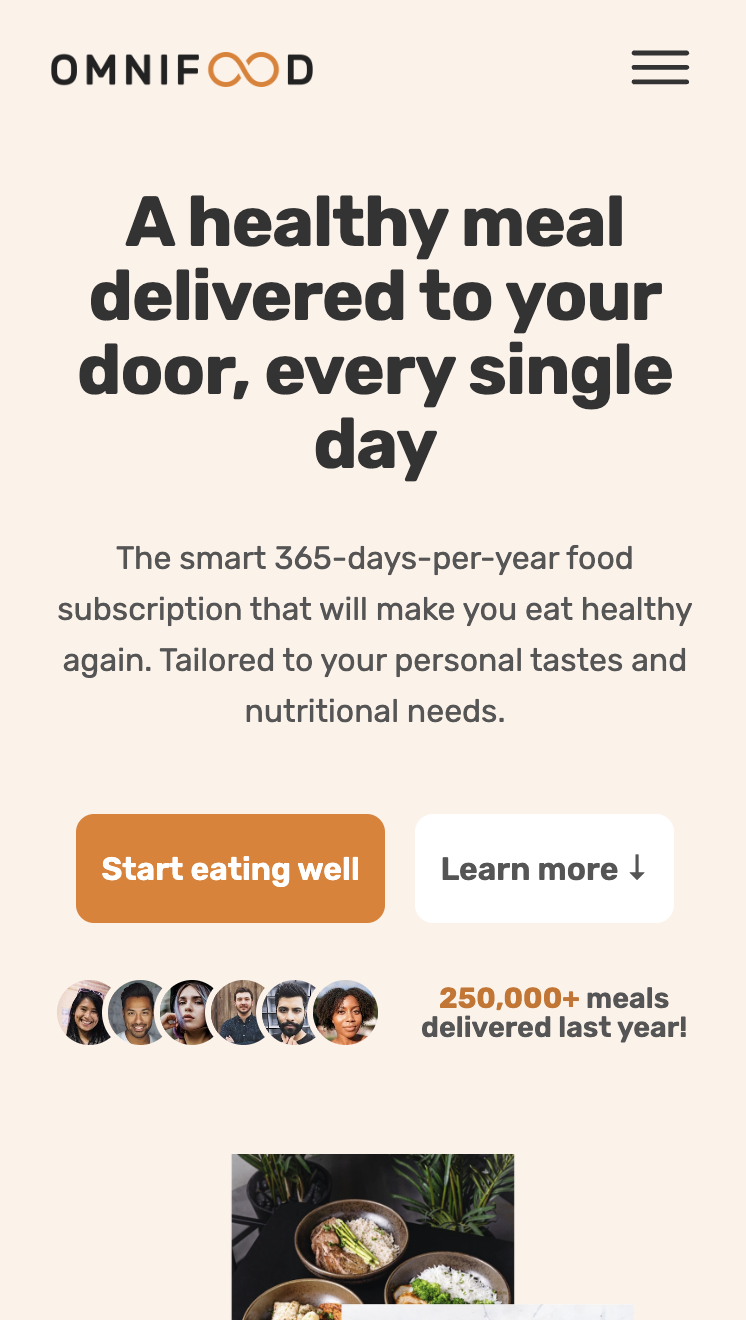 OMNIFOOD
A healthy meal
delivered to your
door, every single
day
The smart 365-days-per-year food
subscription that will make you eat healthy
again. Tailored to your personal tastes and
nutritional needs.
Start eating well
Learn more ↓
250,000+ meals
delivered last year!